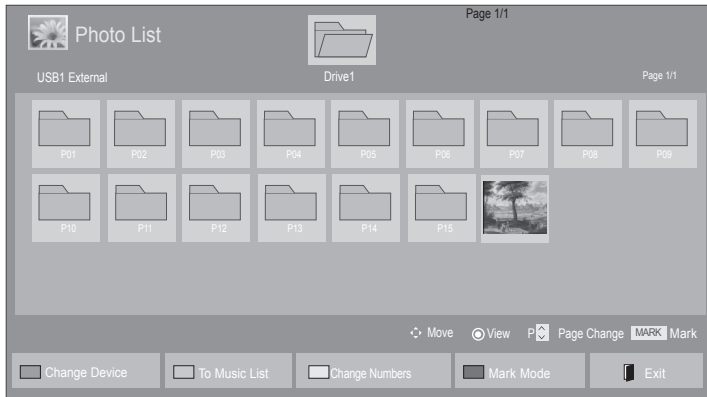 Page 1/1
Photo List
USB1 External
Drive1
Page 1/1
P01 P02 P03 P04 P05 P06 P07 P08 P09
P10 P11 P12 P13 P14 P15
Move View P Page Change MARK Mark
Change Device To Music List Change Numbers Mark Mode Exit